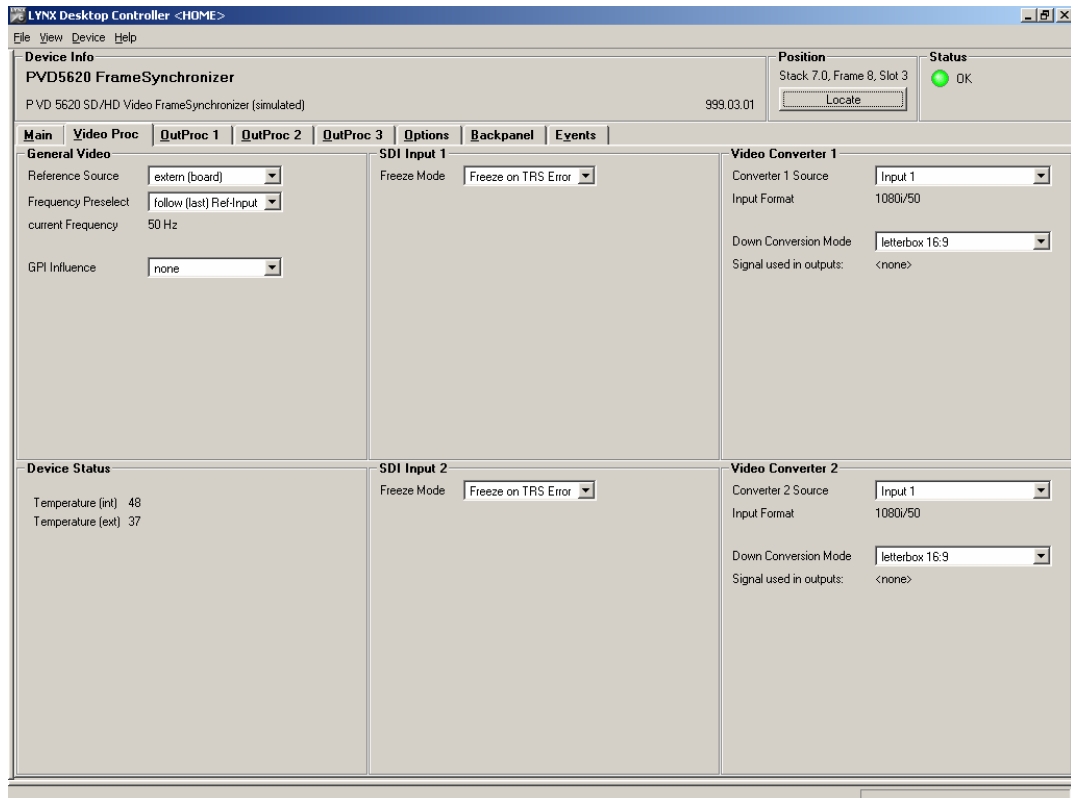 LYNX Desktop Controller <HOME>
File View Device Help
Device Info
PVD5620 FrameSynchronizer
P VD 5620 SD/HD Video FrameSynchronizer (simulated)
999.03.01
Position
Stack 7.0, Frame 8, Slot 3
Locate
Status
OK
Main Video Proc OutProc 1 OutProc 2 OutProc 3 Options Backpanel Events
General Video
Reference Source extern (board)
Frequency Preselect follow (last) Ref-Input
current Frequency 50 Hz
GPI Influence none
SDI Input 1
Freeze Mode Freeze on TRS Error
Video Converter 1
Converter 1 Source Input 1
Input Format 1080i/50
Down Conversion Mode letterbox 16:9
Signal used in outputs: <none>
Device Status
Temperature (int) 48
Temperature (ext) 37
SDI Input 2
Freeze Mode Freeze on TRS Error
Video Converter 2
Converter 2 Source Input 1
Input Format 1080i/50
Down Conversion Mode letterbox 16:9
Signal used in outputs: <none>